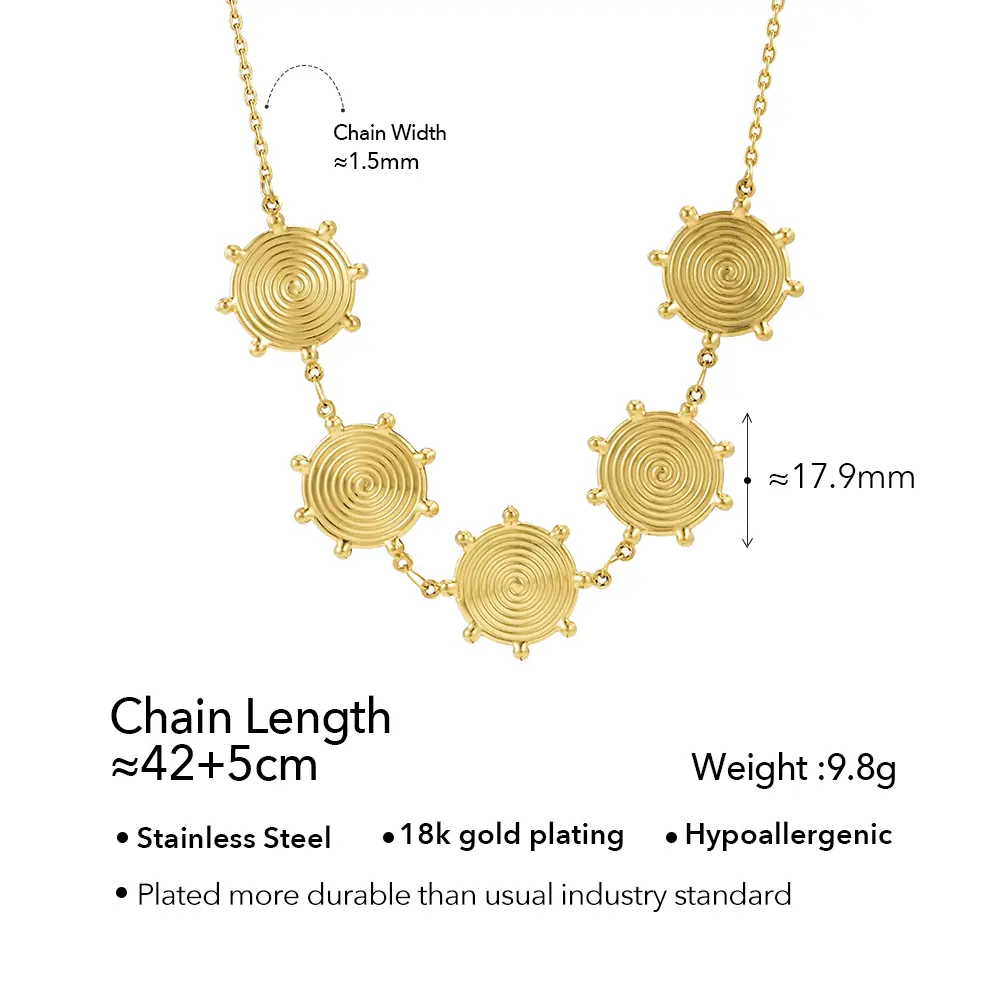 Chain Width
≈1.5mm
≈17.9mm
Chain Length
≈42+5cm
Weight :9.8g
• Stainless Steel • 18k gold plating • Hypoallergenic
• Plated more durable than usual industry standard